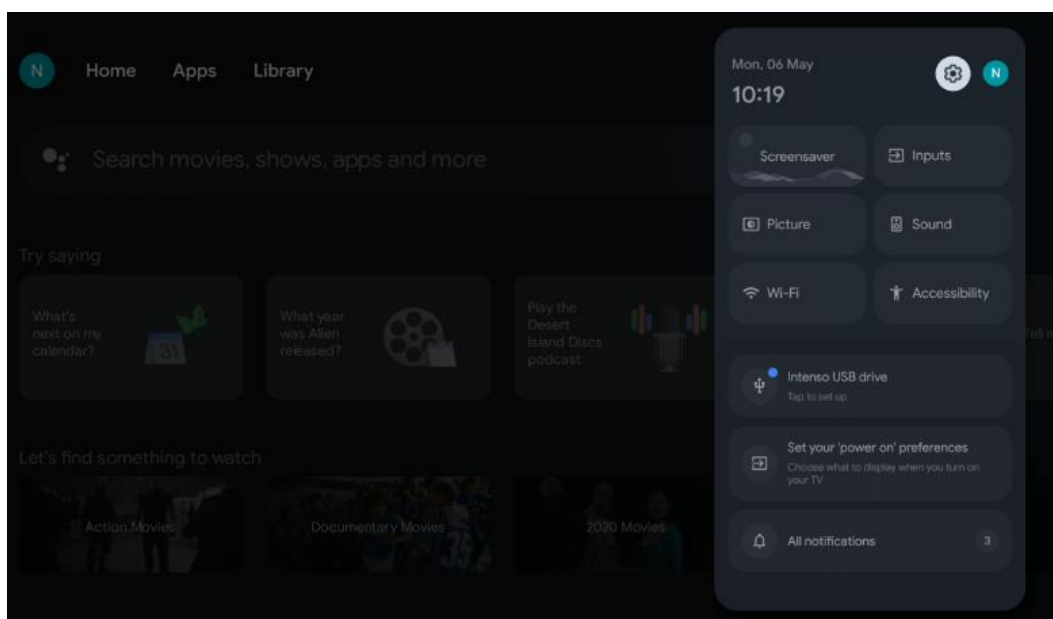 N
Home
Apps
Library
Search movies, shows, apps and more
Try saying
What's
next on my
calendar?
31
What year
was Alien
released?
Play the
Desert
Island Discs
podcast
Tell
Let's find something to watch
Action Movies
Documentary Movies
35
2020 Movies
Mon, 06 May
10:19
N
Screensaver
Inputs
Picture
Sound
Wi-Fi
Accessibility
Intenso USB drive
Tap to set up
Set your 'power on' preferences
Choose what to display when you turn on
your TV
All notifications
3